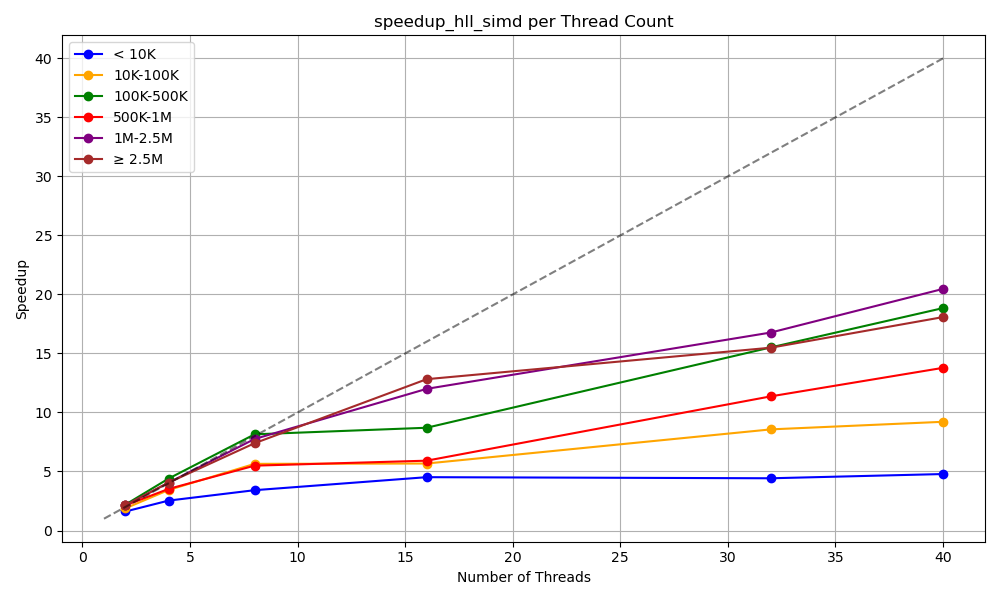 speedup_hll_simd per Thread Count
< 10K
10K-100K
100K-500K
500K-1M
1M-2.5M
≥ 2.5M
40
35
30
25
20
15
10
5
0
Speedup
0 5 10 15 20 25 30 35 40
Number of Threads